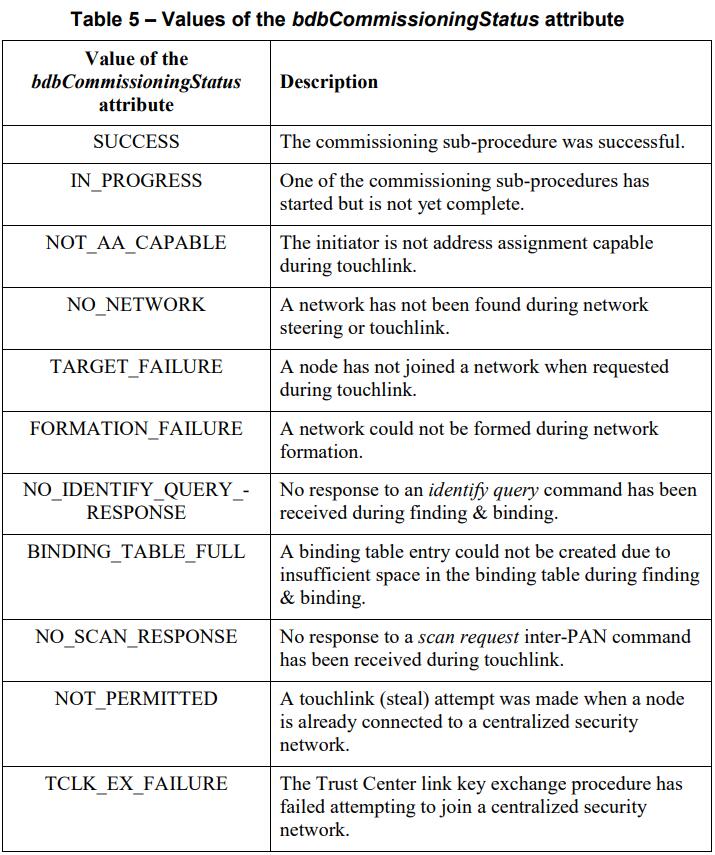 Table 5 – Values of the bdbCommissioningStatus attribute
Value of the
bdbCommissioningStatus
attribute
Description
SUCCESS
The commissioning sub-procedure was successful.
IN_PROGRESS
One of the commissioning sub-procedures has
started but is not yet complete.
NOT_AA_CAPABLE
The initiator is not address assignment capable
during touchlink.
NO_NETWORK
A network has not been found during network
steering or touchlink.
TARGET_FAILURE
A node has not joined a network when requested
during touchlink.
FORMATION_FAILURE
A network could not be formed during network
formation.
NO_IDENTIFY_QUERY_-
RESPONSE
No response to an identify query command has been
received during finding & binding.
BINDING_TABLE_FULL
A binding table entry could not be created due to
insufficient space in the binding table during finding
& binding.
NO_SCAN_RESPONSE
No response to a scan request inter-PAN command
has been received during touchlink.
NOT_PERMITTED
A touchlink (steal) attempt was made when a node
is already connected to a centralized security
network.
TCLK_EX_FAILURE
The Trust Center link key exchange procedure has
failed attempting to join a centralized security
network.